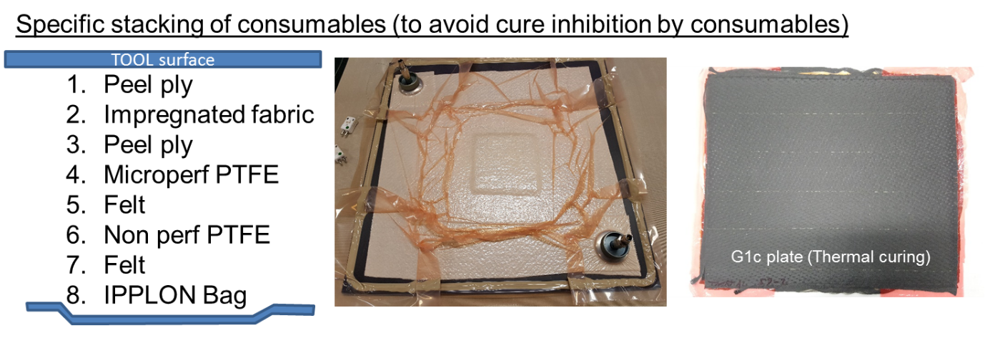 Specific stacking of consumables (to avoid cure inhibition by consumables)
TOOL surface
1. Peel ply
2. Impregnated fabric
3. Peel ply
4. Microperf PTFE
5. Felt
6. Non perf PTFE
7. Felt
8. IPPLON Bag
G1c plate (Thermal curing)